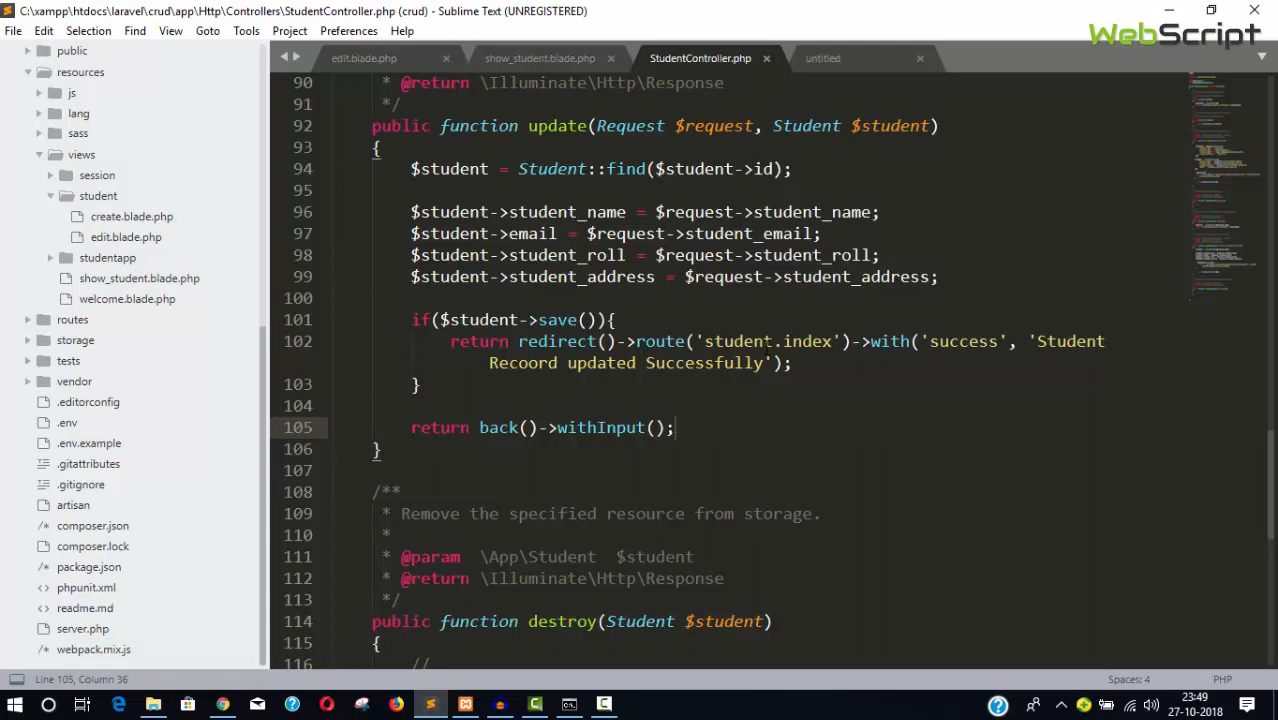 C:\xampp\htdocs\laravel\crud\app\Http\Controllers\StudentController.php (crud) - Sublime Text (UNREGISTERED)
WebScript
File Edit Selection Find View Goto Tools Project Preferences Help
public
resources
js
lang
sass
views
session
student
create.blade.php
edit.blade.php
studentapp
show_student.blade.php
welcome.blade.php
routes
storage
tests
vendor
.editorconfig
.env
.env.example
.gitattributes
.gitignore
artisan
/* composer.json
composer.lock
/* package.json
phpunit.xml
readme.md
server.php
/* webpack.mix.js
edit.blade.php × show_student.blade.php × StudentController.php × untitled ×
90 * @return \Illuminate\Http\Response
91 */
92 public function update(Request $request, Student $student)
93 {
94 $student = Student::find($student->id);
95
96 $student->student_name = $request->student_name;
97 $student->email = $request->student_email;
98 $student->student_roll = $request->student_roll;
99 $student->student_address = $request->student_address;
100
101 if($student->save()){
102 return redirect()->route('student.index')->with('success', 'Student
Recoord updated Successfully');
103 }
104
105 return back()->withInput();
106 }
107
108 /**
109 * Remove the specified resource from storage.
110 *
111 * @param \App\Student $student
112 * @return \Illuminate\Http\Response
113 */
114 public function destroy(Student $student)
115 {
116 //
Line 105, Column 36
Spaces: 4
PHP
23:49
27-10-2018